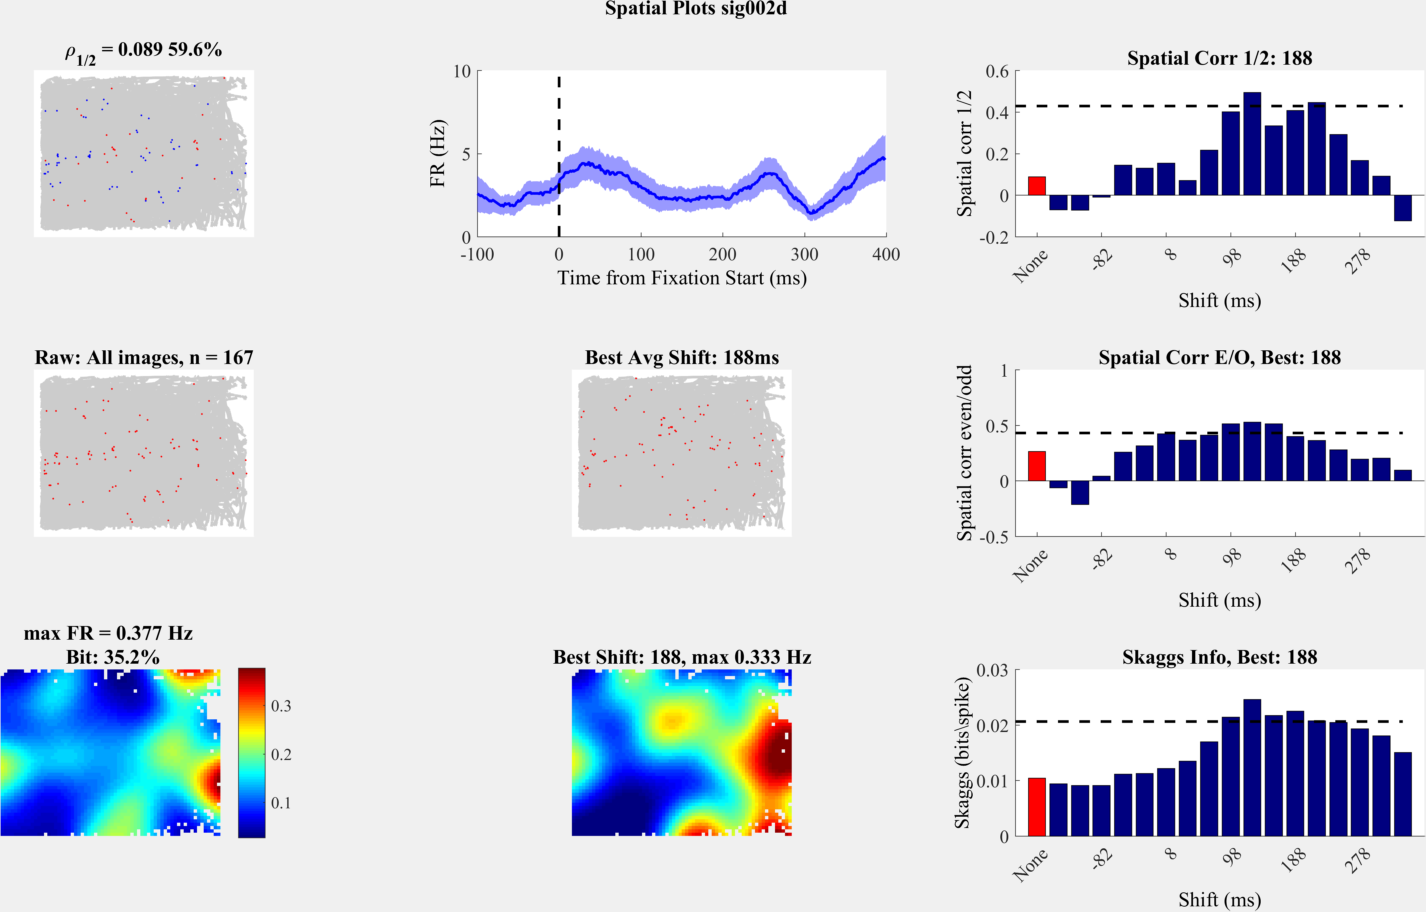 Spatial Plots sig002d
ρ1/2 = 0.089 59.6%
10
5
0
FR (Hz)
-100 0 100 200 300 400
Time from Fixation Start (ms)
Spatial Corr 1/2: 188
0.6
0.4
0.2
0
-0.2
Spatial corr 1/2
None -82 8 98 188 278
Shift (ms)
Raw: All images, n = 167
Best Avg Shift: 188ms
Spatial Corr E/O, Best: 188
1
0.5
0
-0.5
Spatial corr even/odd
None -82 8 98 188 278
Shift (ms)
max FR = 0.377 Hz
Bit: 35.2%
0.3
0.2
0.1
Best Shift: 188, max 0.333 Hz
Skaggs Info, Best: 188
0.03
0.02
0.01
0
Skaggs (bits\spike)
None -82 8 98 188 278
Shift (ms)